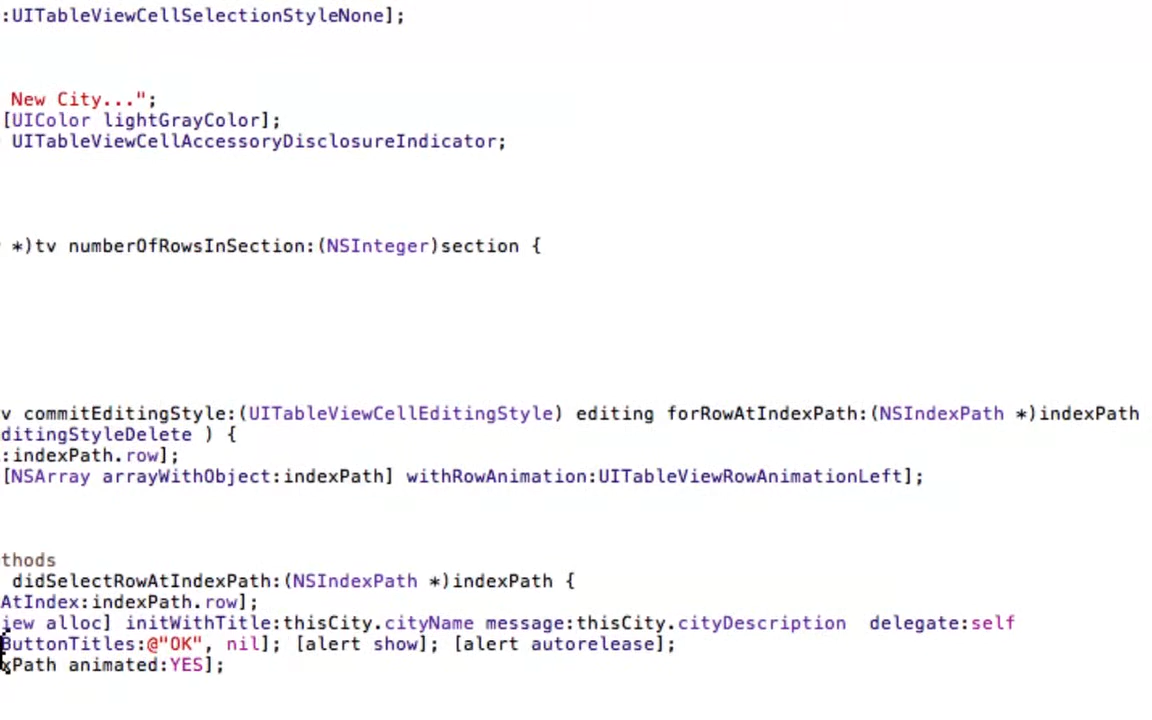 :UITableViewCellSelectionStyleNone];
New City...";
[UIColor lightGrayColor];
UITableViewCellAccessoryDisclosureIndicator;
*)tv numberOfRowsInSection:(NSInteger)section {
v commitEditingStyle:(UITableViewCellEditingStyle) editing forRowAtIndexPath:(NSIndexPath *)indexPath
ditingStyleDelete ) {
:indexPath.row];
[NSArray arrayWithObject:indexPath] withRowAnimation:UITableViewRowAnimationLeft];
thods
didSelectRowAtIndexPath:(NSIndexPath *)indexPath {
AtIndex:indexPath.row];
iew alloc] initWithTitle:thisCity.cityName message:thisCity.cityDescription  delegate:self
ButtonTitles:@"OK", nil]; [alert show]; [alert autorelease];
xPath animated:YES];